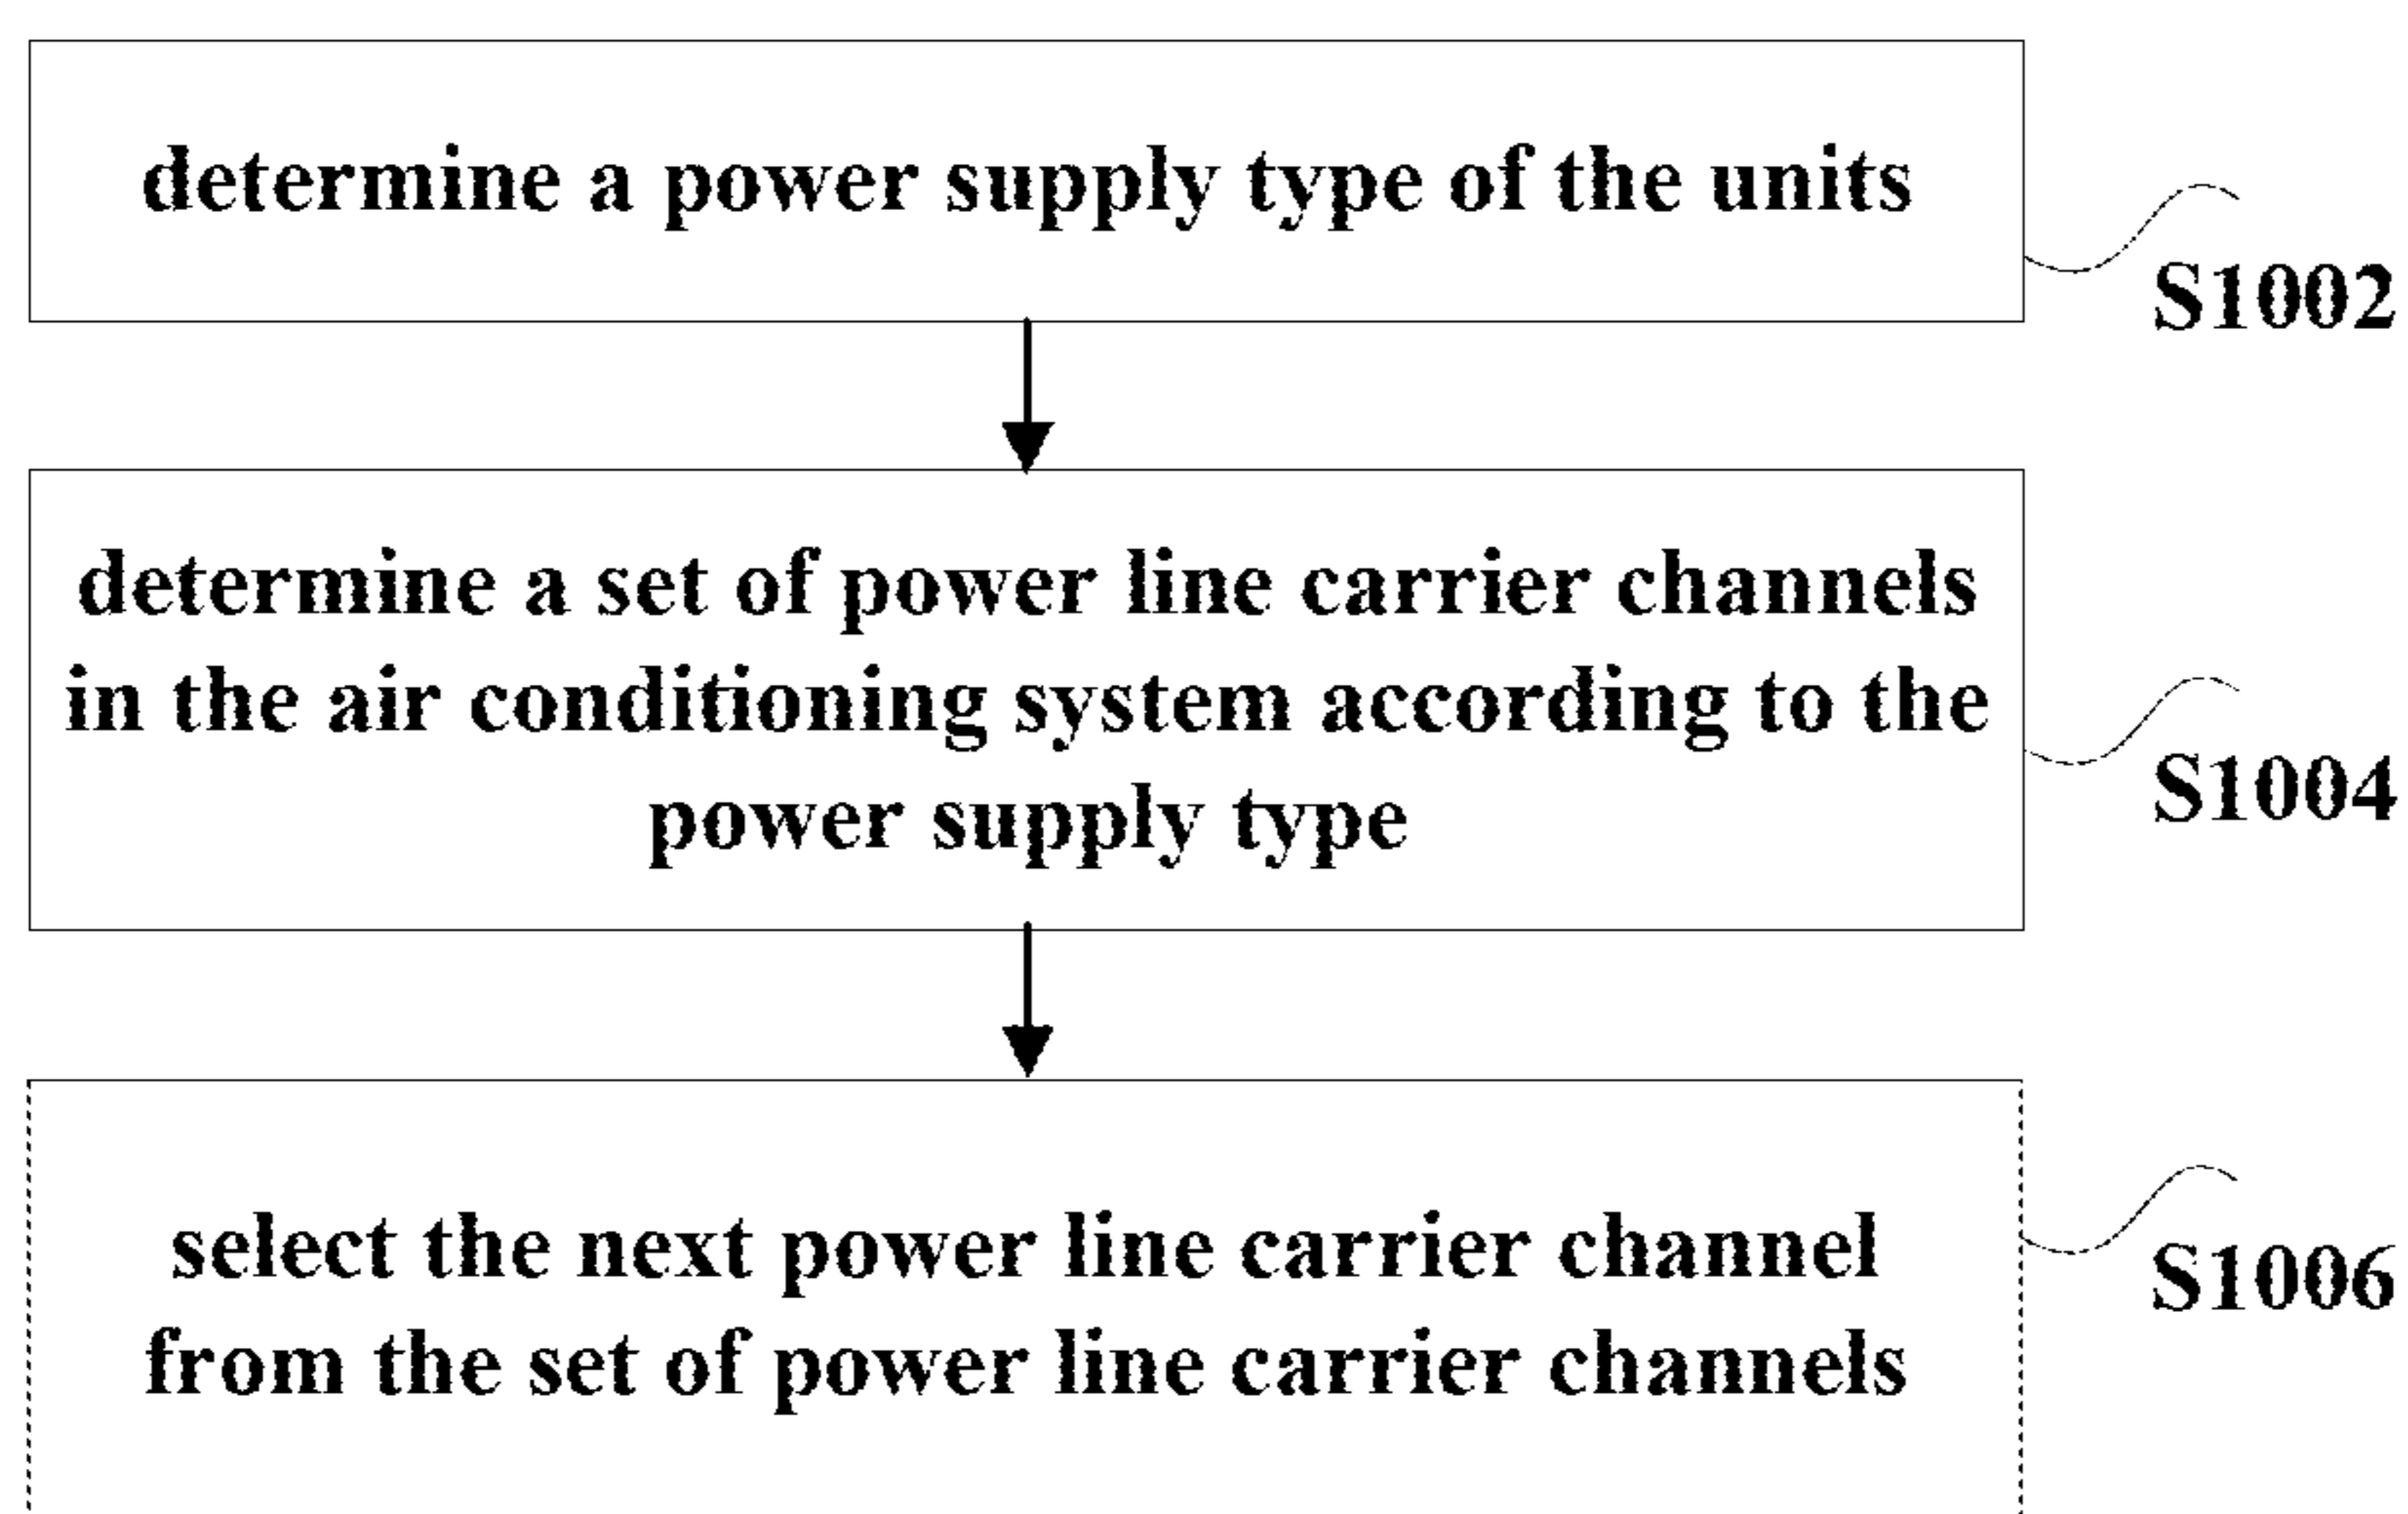 determine a power supply type of the units
S1002
determine a set of power line carrier channels
in the air conditioning system according to the
power supply type
S1004
select the next power line carrier channel
from the set of power line carrier channels
S1006